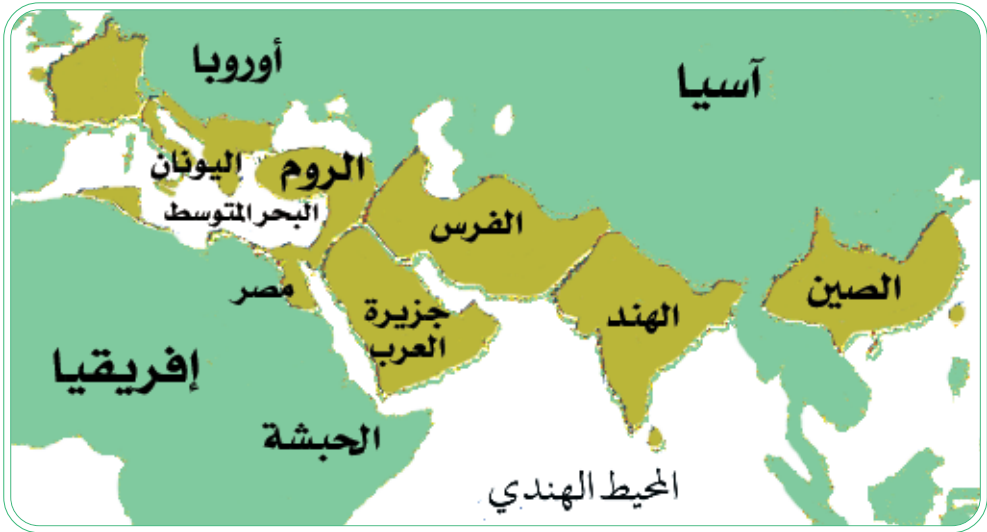 أوروبا
آسيا
اليونان
الروم
البحر المتوسط
الفرس
مصر
جزيرة
العرب
الهند
الصين
إفريقيا
الحبشة
المحيط الهندي